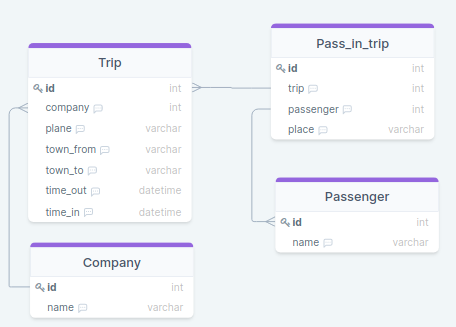 Trip
id int
company int
plane varchar
town_from varchar
town_to varchar
time_out datetime
time_in datetime
Company
id int
name varchar
Pass_in_trip
id int
trip int
passenger int
place varchar
Passenger
id int
name varchar